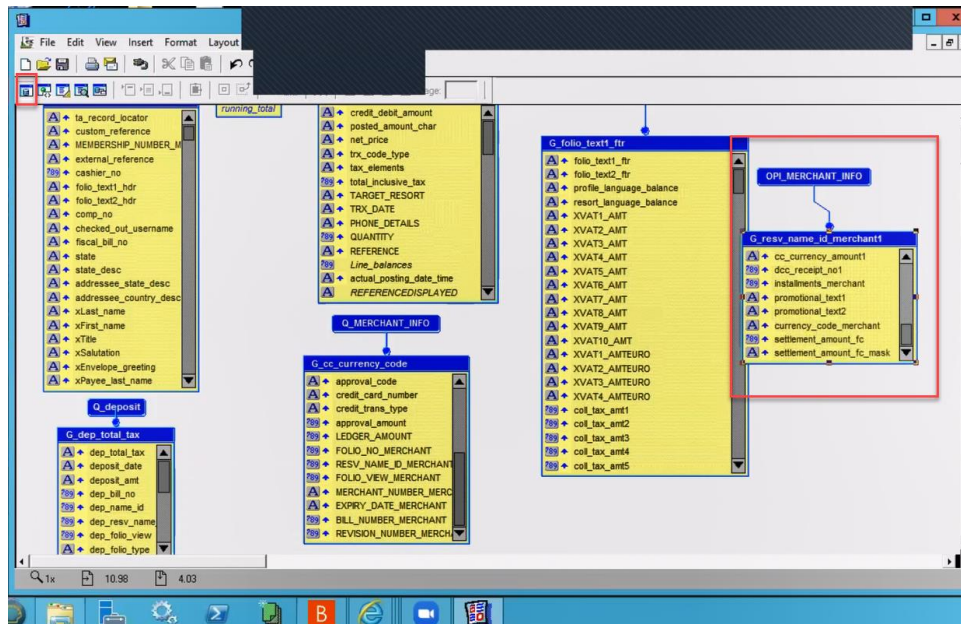 File Edit View Insert Format Layout
running_total
ta_record_locator
custom_reference
MEMBERSHIP_NUMBER_M
external_reference
cashier_no
folio_text1_hdr
folio_text2_hdr
comp_no
checked_out_username
fiscal_bill_no
state
state_desc
addressee_state_desc
addressee_country_desc
xLast_name
xFirst_name
xTitle
xSalutation
xEnvelope_greeting
xPayee_last_name
Q_deposit
G_dep_total_tax
dep_total_tax
deposit_date
deposit_amt
dep_bill_no
dep_name_id
dep_resv_name
dep_folio_view
dep_folio_type
credit_debit_amount
posted_amount_char
net_price
trx_code_type
tax_elements
total_inclusive_tax
TARGET_RESORT
TRX_DATE
PHONE_DETAILS
QUANTITY
REFERENCE
Line_balances
actual_posting_date_time
REFERENCEDISPLAYED
Q_MERCHANT_INFO
G_cc_currency_code
approval_code
credit_card_number
credit_trans_type
approval_amount
LEDGER_AMOUNT
FOLIO_NO_MERCHANT
RESV_NAME_ID_MERCHANT
FOLIO_VIEW_MERCHANT
MERCHANT_NUMBER_MERC
EXPIRY_DATE_MERCHANT
BILL_NUMBER_MERCHANT
REVISION_NUMBER_MERCH
G_folio_text1_ftr
folio_text1_ftr
folio_text2_ftr
profile_language_balance
resort_language_balance
XVAT1_AMT
XVAT2_AMT
XVAT3_AMT
XVAT4_AMT
XVAT5_AMT
XVAT6_AMT
XVAT7_AMT
XVAT8_AMT
XVAT9_AMT
XVAT10_AMT
XVAT1_AMTEURO
XVAT2_AMTEURO
XVAT3_AMTEURO
XVAT4_AMTEURO
coll_tax_amt1
coll_tax_amt2
coll_tax_amt3
coll_tax_amt4
coll_tax_amt5
OPI_MERCHANT_INFO
G_resv_name_id_merchant1
cc_currency_amount1
dcc_receipt_no1
installments_merchant
promotional_text1
promotional_text2
currency_code_merchant
settlement_amount_fc
settlement_amount_fc_mask
1x 10.98 4.03